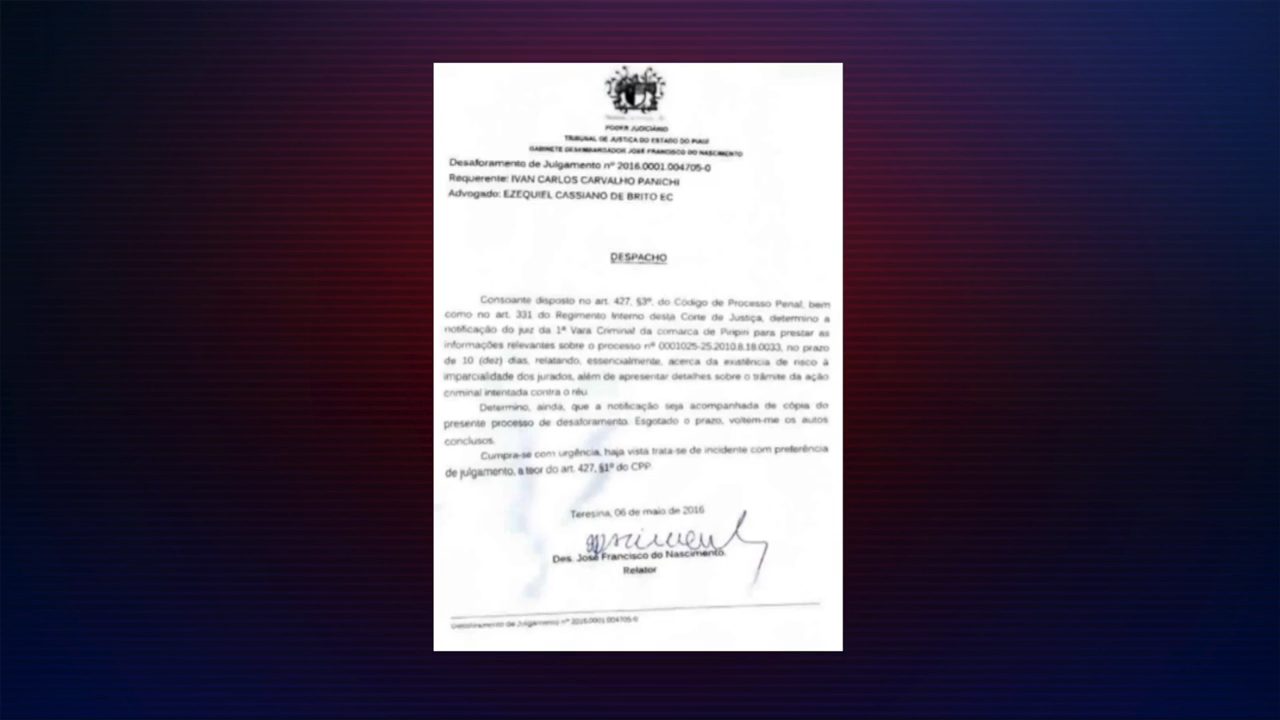 PODER JUDICIÁRIO
TRIBUNAL DE JUSTIÇA DO ESTADO DO PIAUÍ
GABINETE DESEMBARGADOR JOSÉ FRANCISCO DO NASCIMENTO
Desaforamento de Julgamento nº 2016.0001.004705-0
Requerente: IVAN CARLOS CARVALHO PANICHI
Advogado: EZEQUIEL CASSIANO DE BRITO EC
DESPACHO
Consoante disposto no art. 427, §3º, do Código de Processo Penal, bem
como no art. 331 do Regimento Interno desta Corte de Justiça, determino a
notificação do juiz da 1ª Vara Criminal da comarca de Piripiri para prestar as
informações relevantes sobre o processo nº 0001025-25.2010.8.18.0033, no prazo
de 10 (dez) dias, relatando, essencialmente, acerca da existência de risco à
imparcialidade dos jurados, além de apresentar detalhes sobre o trâmite da ação
criminal intentada contra o réu.
Determino, ainda, que a notificação seja acompanhada de cópia do
presente processo de desaforamento. Esgotado o prazo, voltem-me os autos
conclusos.
Cumpra-se com urgência, haja vista trata-se de incidente com preferência
de julgamento, a teor do art. 427, §1º do CPP.
Teresina, 06 de maio de 2016
Des. José Francisco do Nascimento
Relator
Desaforamento de Julgamento nº 2016.0001.004705-0